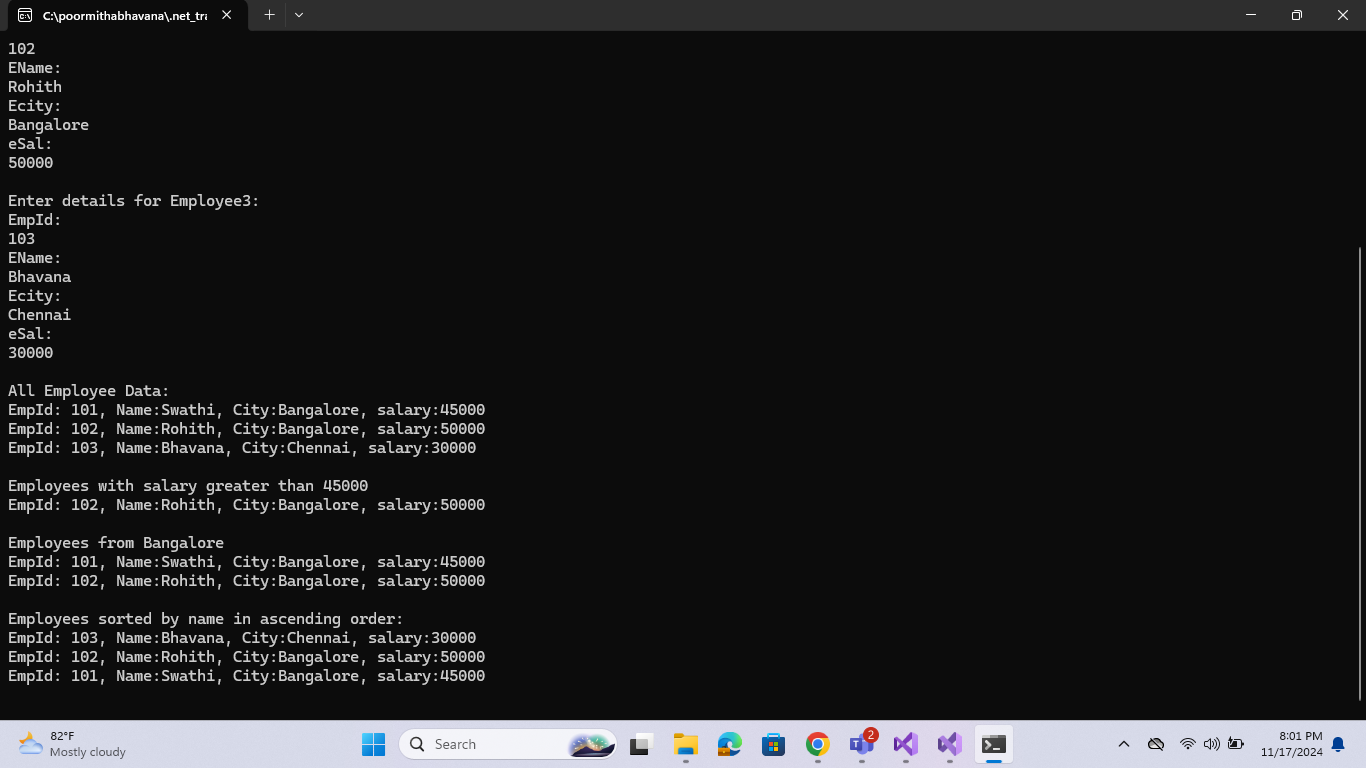 C:\poormithabhavana\.net_tra
102
EName:
Rohith
Ecity:
Bangalore
eSal:
50000
Enter details for Employee3:
EmpId:
103
EName:
Bhavana
Ecity:
Chennai
eSal:
30000
All Employee Data:
EmpId: 101, Name:Swathi, City:Bangalore, salary:45000
EmpId: 102, Name:Rohith, City:Bangalore, salary:50000
EmpId: 103, Name:Bhavana, City:Chennai, salary:30000
Employees with salary greater than 45000
EmpId: 102, Name:Rohith, City:Bangalore, salary:50000
Employees from Bangalore
EmpId: 101, Name:Swathi, City:Bangalore, salary:45000
EmpId: 102, Name:Rohith, City:Bangalore, salary:50000
Employees sorted by name in ascending order:
EmpId: 103, Name:Bhavana, City:Chennai, salary:30000
EmpId: 102, Name:Rohith, City:Bangalore, salary:50000
EmpId: 101, Name:Swathi, City:Bangalore, salary:45000
82°F
Mostly cloudy
Search
2
8:01 PM
11/17/2024